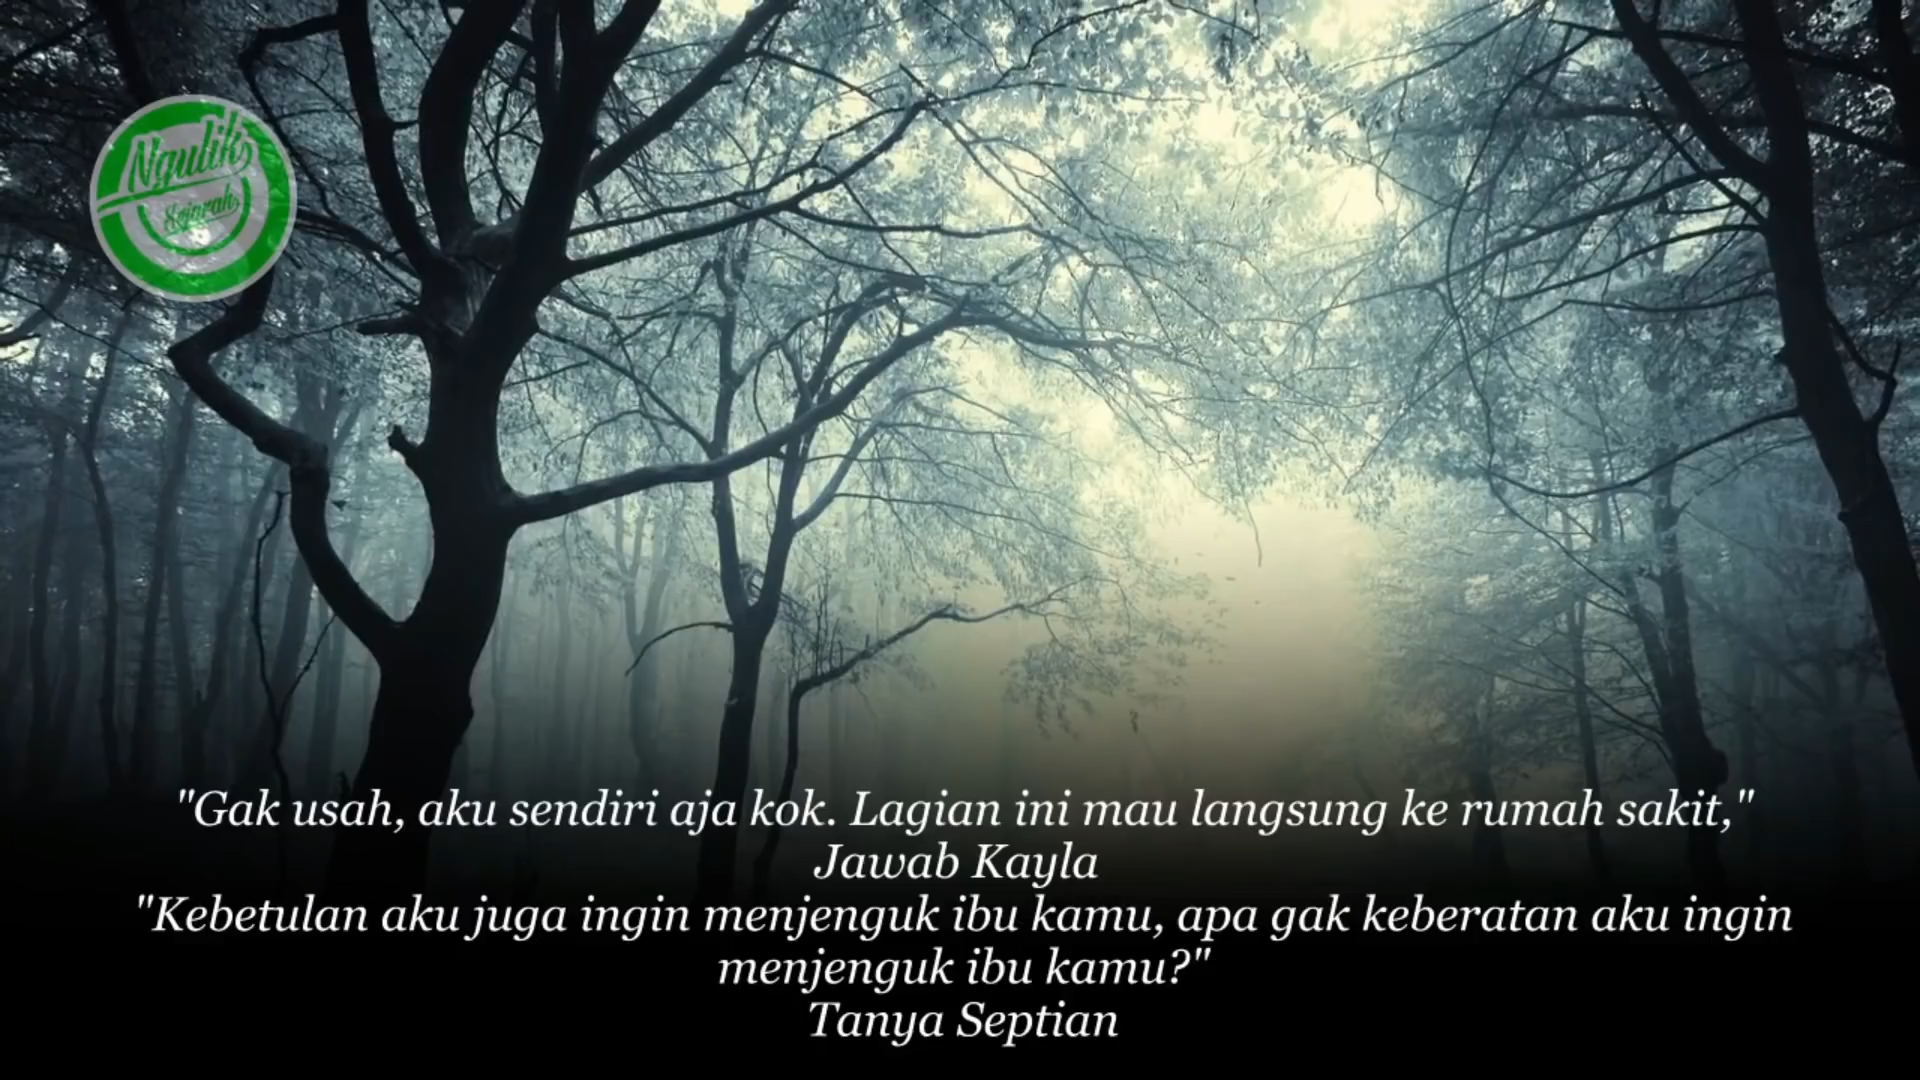 Ngulik
Sejarah
"Gak usah, aku sendiri aja kok. Lagian ini mau langsung ke rumah sakit,"
Jawab Kayla
"Kebetulan aku juga ingin menjenguk ibu kamu, apa gak keberatan aku ingin
menjenguk ibu kamu?"
Tanya Septian